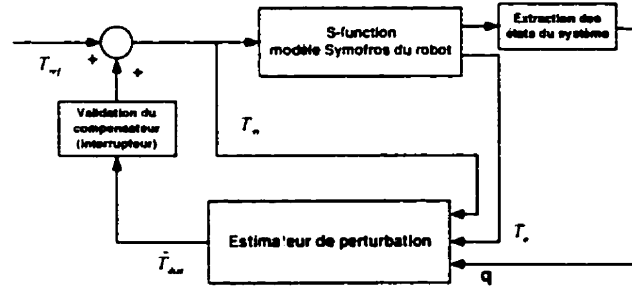 S-function
modèle Symofros du robot
Extraction des
états du système
+
+
Validation du
compensateur
(interrupteur)
Estimateur de perturbation
q